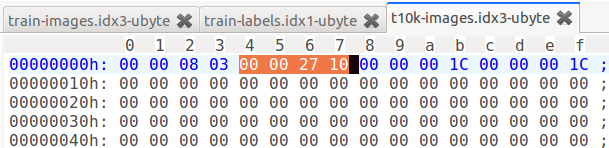 train-images.idx3-ubyte train-labels.idx1-ubyte t10k-images.idx3-ubyte
0 1 2 3 4 5 6 7 8 9 a b c d e f
00000000h: 00 00 08 03 00 00 27 10 00 00 00 1C 00 00 00 1C ;
00000010h: 00 00 00 00 00 00 00 00 00 00 00 00 00 00 00 00 ;
00000020h: 00 00 00 00 00 00 00 00 00 00 00 00 00 00 00 00 ;
00000030h: 00 00 00 00 00 00 00 00 00 00 00 00 00 00 00 00 ;
00000040h: 00 00 00 00 00 00 00 00 00 00 00 00 00 00 00 00 ;